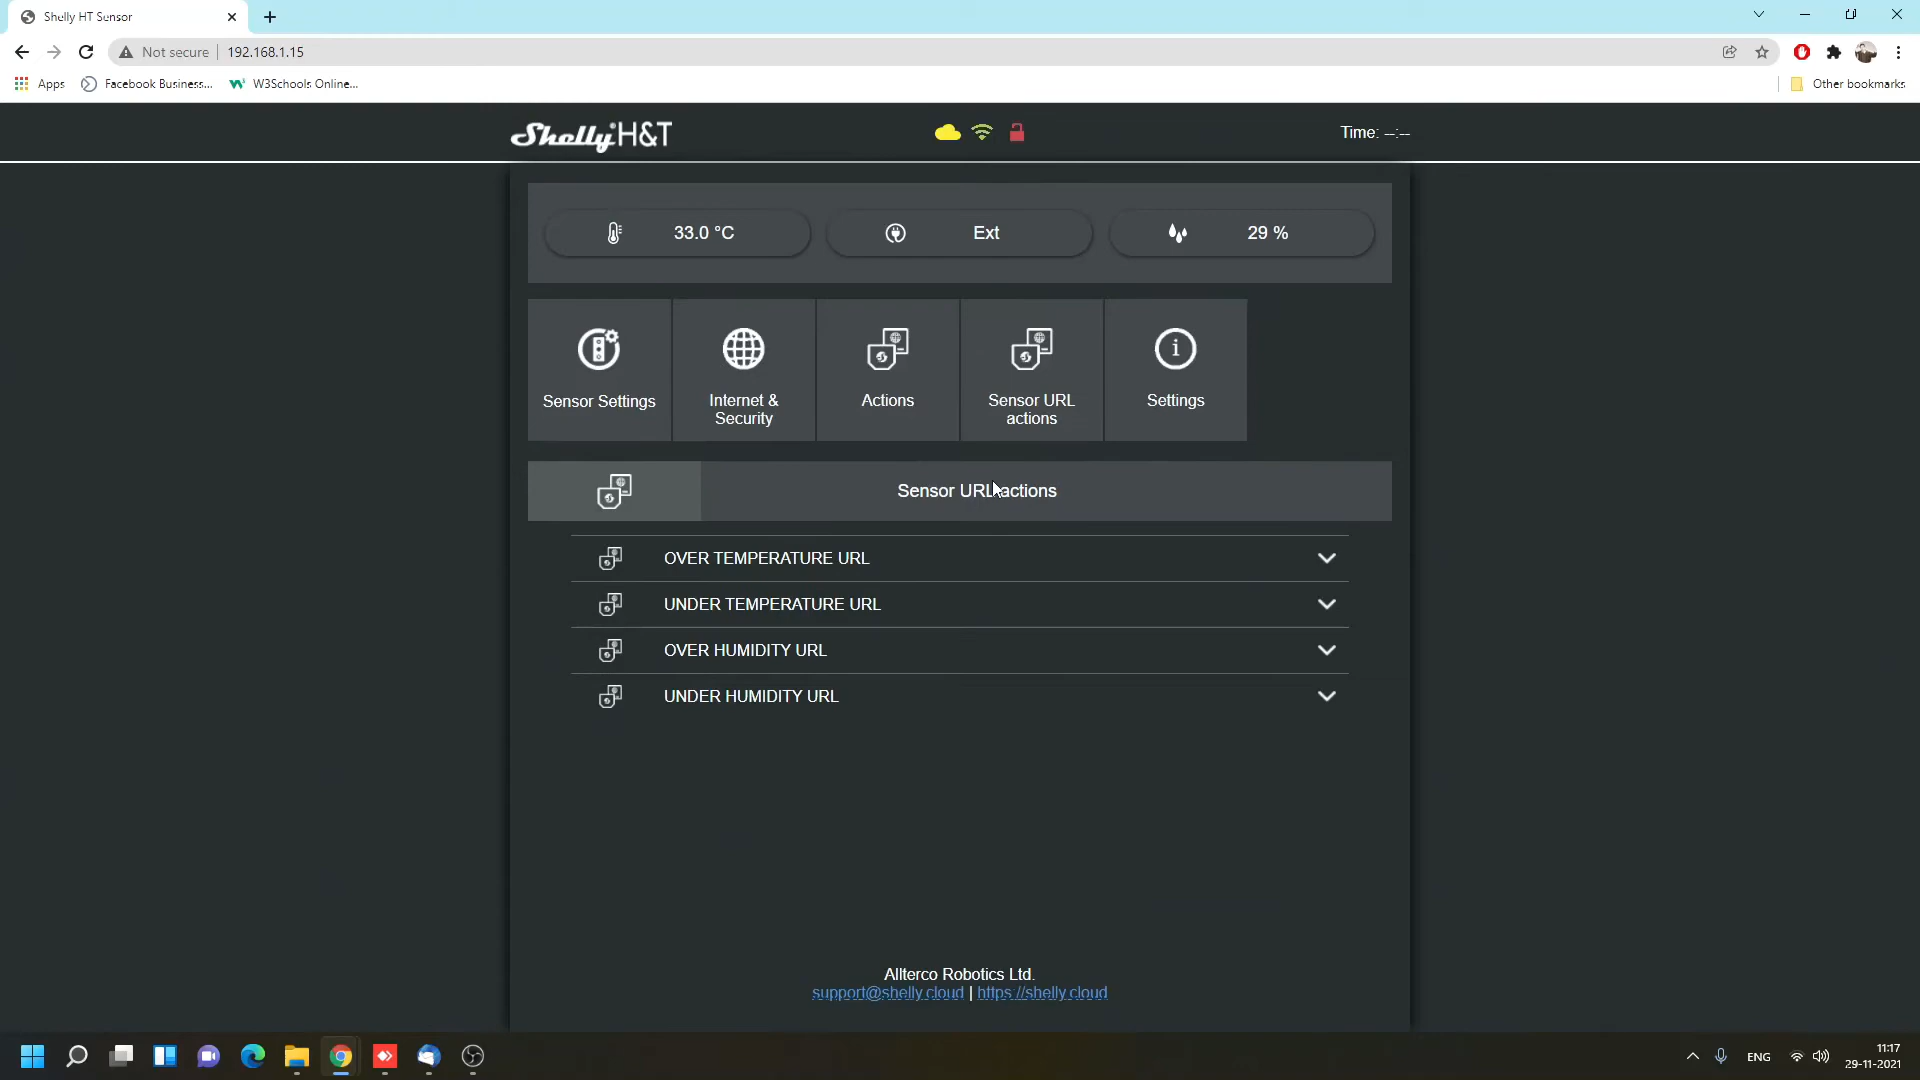 Shelly HT Sensor
Not secure
192.168.1.15
Apps
Facebook Business...
W3Schools Online...
Other bookmarks
Shelly H&T
Time: --:--
33.0 °C
Ext
29 %
Sensor Settings
Internet &
Security
Actions
Sensor URL
actions
Settings
Sensor URL actions
OVER TEMPERATURE URL
UNDER TEMPERATURE URL
OVER HUMIDITY URL
UNDER HUMIDITY URL
Allterco Robotics Ltd.
support@shelly.cloud | https://shelly.cloud
ENG
11:17
29-11-2021